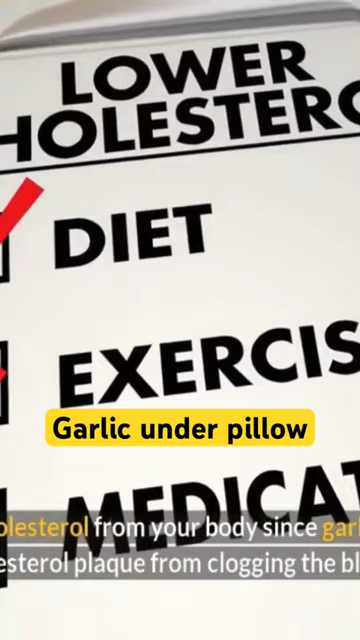 LOWER
HOLESTERO
DIET
EXERCIS
Garlic under pillow
MEDICAT
olesterol from your body since garl
esterol plaque from clogging the bl